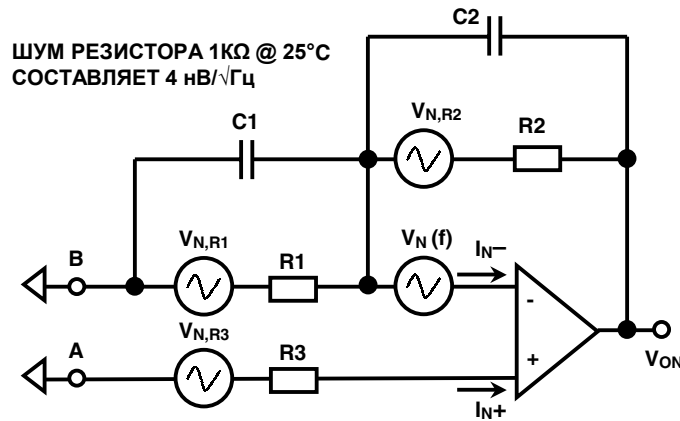 ШУМ РЕЗИСТОРА 1KΩ @ 25°C
СОСТАВЛЯЕТ 4 нВ/√Гц
C2
VN,R2
R2
C1
VN,R1
R1
VN (f)
IN−
B
-
VN,R3
A
R3
+
IN+
VON